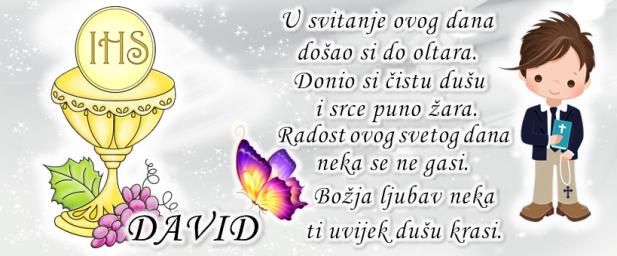 IHS
U svitanje ovog dana
došao si do oltara.
Donio si čistu dušu
i srce puno žara.
Radost ovog svetog dana
neka se ne gasi.
Božja ljubav neka
ti uvijek dušu krasi.
DAVID